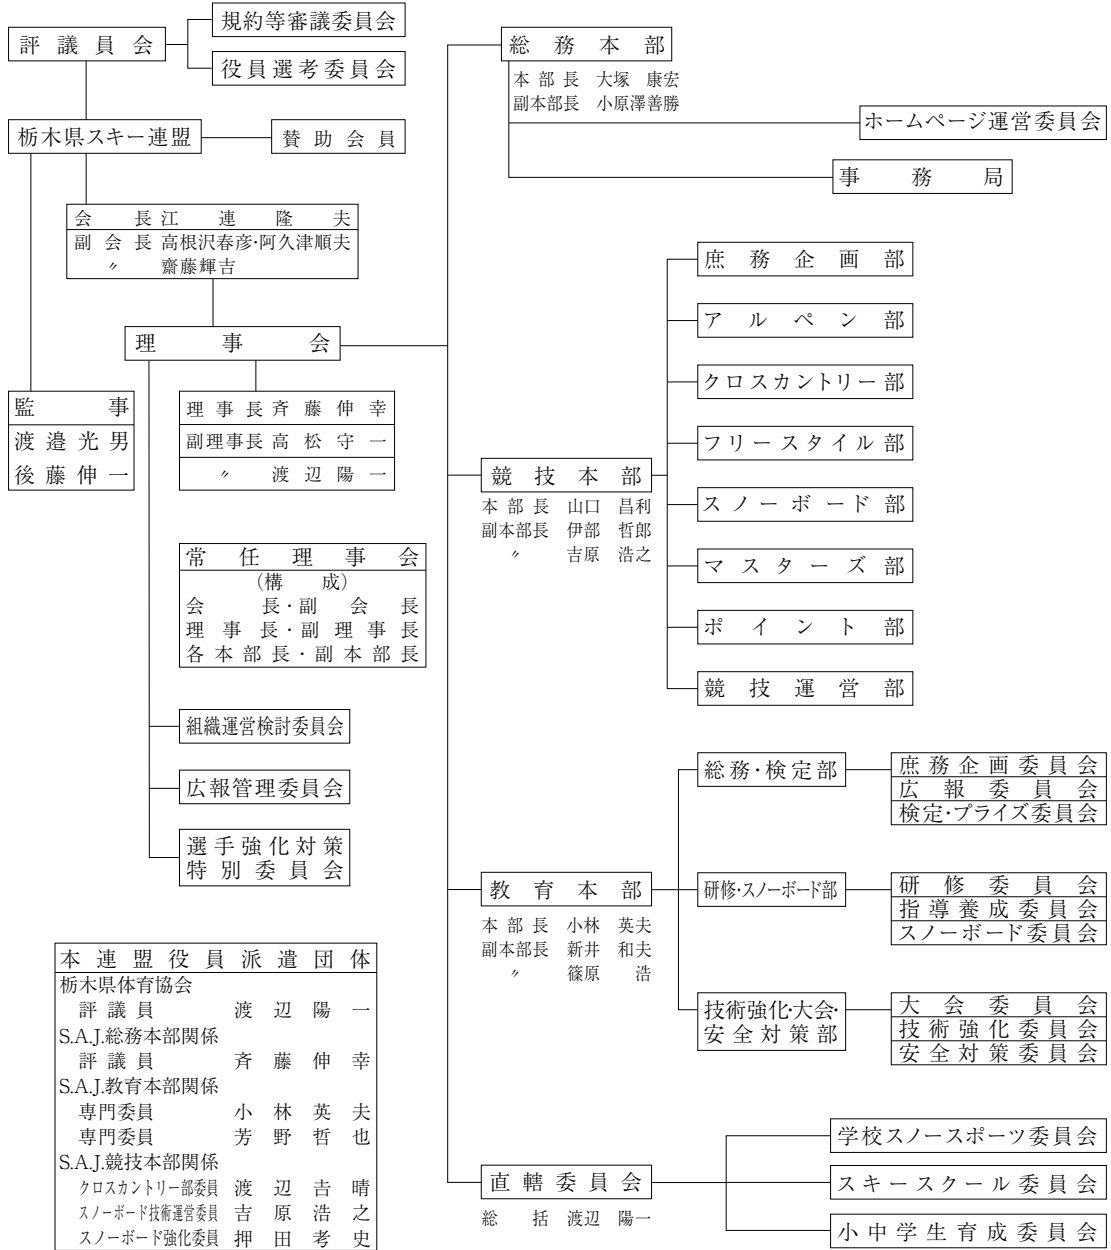 評議員会
規約等審議委員会
役員選考委員会
栃木県スキー連盟
賛助会員
会長 江連隆夫
副会長 高根沢春彦・阿久津順夫
〃 齋藤輝吉
理事会
監事
渡邉光男
後藤伸一
理事長 斉藤伸幸
副理事長 高松守一
〃 渡辺陽一
常任理事会
(構成)
会長・副会長
理事長・副理事長
各本部長・副本部長
組織運営検討委員会
広報管理委員会
選手強化対策
特別委員会
本連盟役員派遣団体
栃木県体育協会
評議員 渡辺陽一
S.A.J.総務本部関係
評議員 斉藤伸幸
S.A.J.教育本部関係
専門委員 小林英夫
専門委員 芳野哲也
S.A.J.競技本部関係
クロスカントリー部委員 渡辺吉晴
スノーボード技術運営委員 吉原浩之
スノーボード強化委員 押田考史
総務本部
本部長 大塚 康宏
副本部長 小原澤善勝
ホームページ運営委員会
事務局
競技本部
本部長 山口 昌利
副本部長 伊部 哲郎
〃 吉原 浩之
庶務企画部
アルペン部
クロスカントリー部
フリースタイル部
スノーボード部
マスターズ部
ポイント部
競技運営部
教育本部
本部長 小林 英夫
副本部長 新井 和夫
〃 篠原 浩
総務・検定部
庶務企画委員会
広報委員会
検定・プライズ委員会
研修・スノーボード部
研修委員会
指導養成委員会
スノーボード委員会
技術強化・大会・
安全対策部
大会委員会
技術強化委員会
安全対策委員会
直轄委員会
総括 渡辺 陽一
学校スノースポーツ委員会
スキースクール委員会
小中学生育成委員会